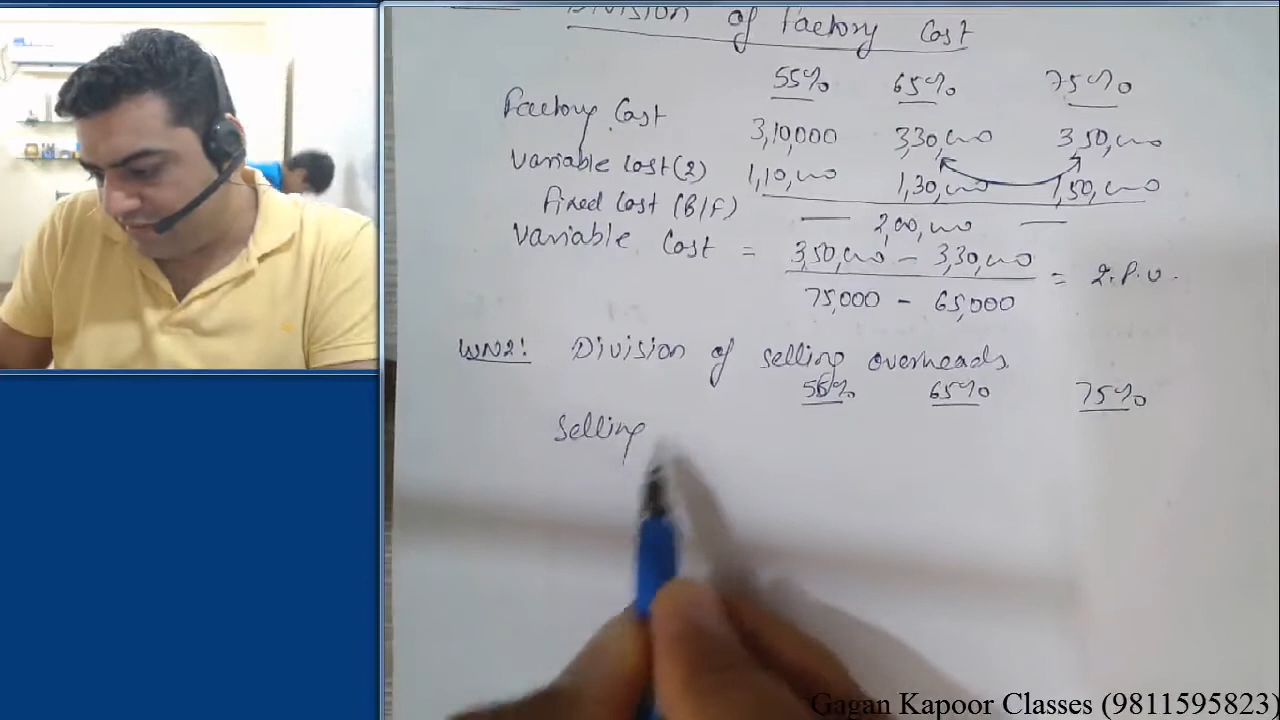 Division of Factory Cost
55% 65% 75%
Factory Cost 3,10,000 3,30,000 3,50,000
Variable Cost(2) 1,10,000 1,30,000 1,50,000
Fixed Cost (B/F) — 2,00,000 —
Variable Cost = 3,50,000 - 3,30,000 = 2.P.U.
75,000 - 65,000
WN2: Division of Selling overheads
55% 65% 75%
Selling
Gagan Kapoor Classes (9811595823)